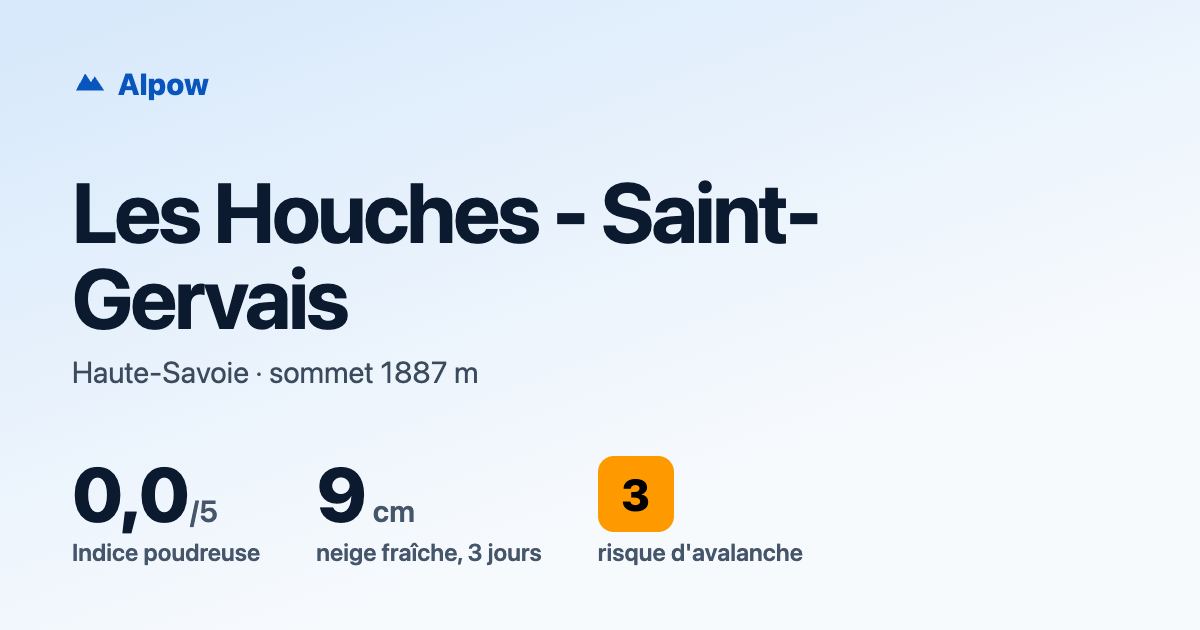 Alpow
Les Houches - Saint-
Gervais
Haute-Savoie · sommet 1887 m
0,0/5
9 cm
3
Indice poudreuse
neige fraîche, 3 jours
risque d'avalanche